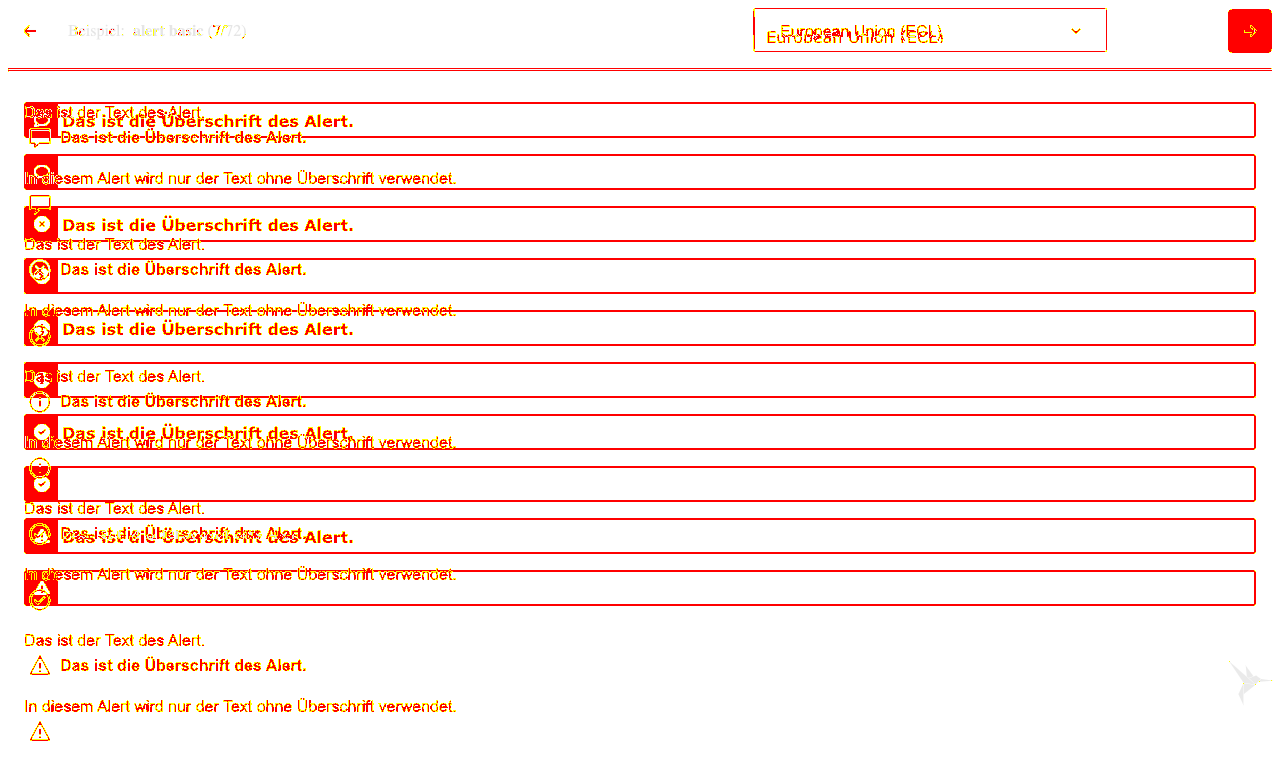 Beispiel: alert basic (7/72)
European Union (ECL)
European Union (ECL)
Das ist der Text des Alert.
Das ist die Überschrift des Alert.
Das ist die Überschrift des Alert.
In diesem Alert wird nur der Text ohne Überschrift verwendet.
Das ist die Überschrift des Alert.
Das ist der Text des Alert.
Das ist die Überschrift des Alert.
In diesem Alert wird nur der Text ohne Überschrift verwendet.
Das ist die Überschrift des Alert.
Das ist der Text des Alert.
Das ist die Überschrift des Alert.
Das ist die Überschrift des Alert.
In diesem Alert wird nur der Text ohne Überschrift verwendet.
Das ist der Text des Alert.
Das ist die Überschrift des Alert.
Das ist die Überschrift des Alert.
In diesem Alert wird nur der Text ohne Überschrift verwendet.
Das ist der Text des Alert.
Das ist die Überschrift des Alert.
In diesem Alert wird nur der Text ohne Überschrift verwendet.